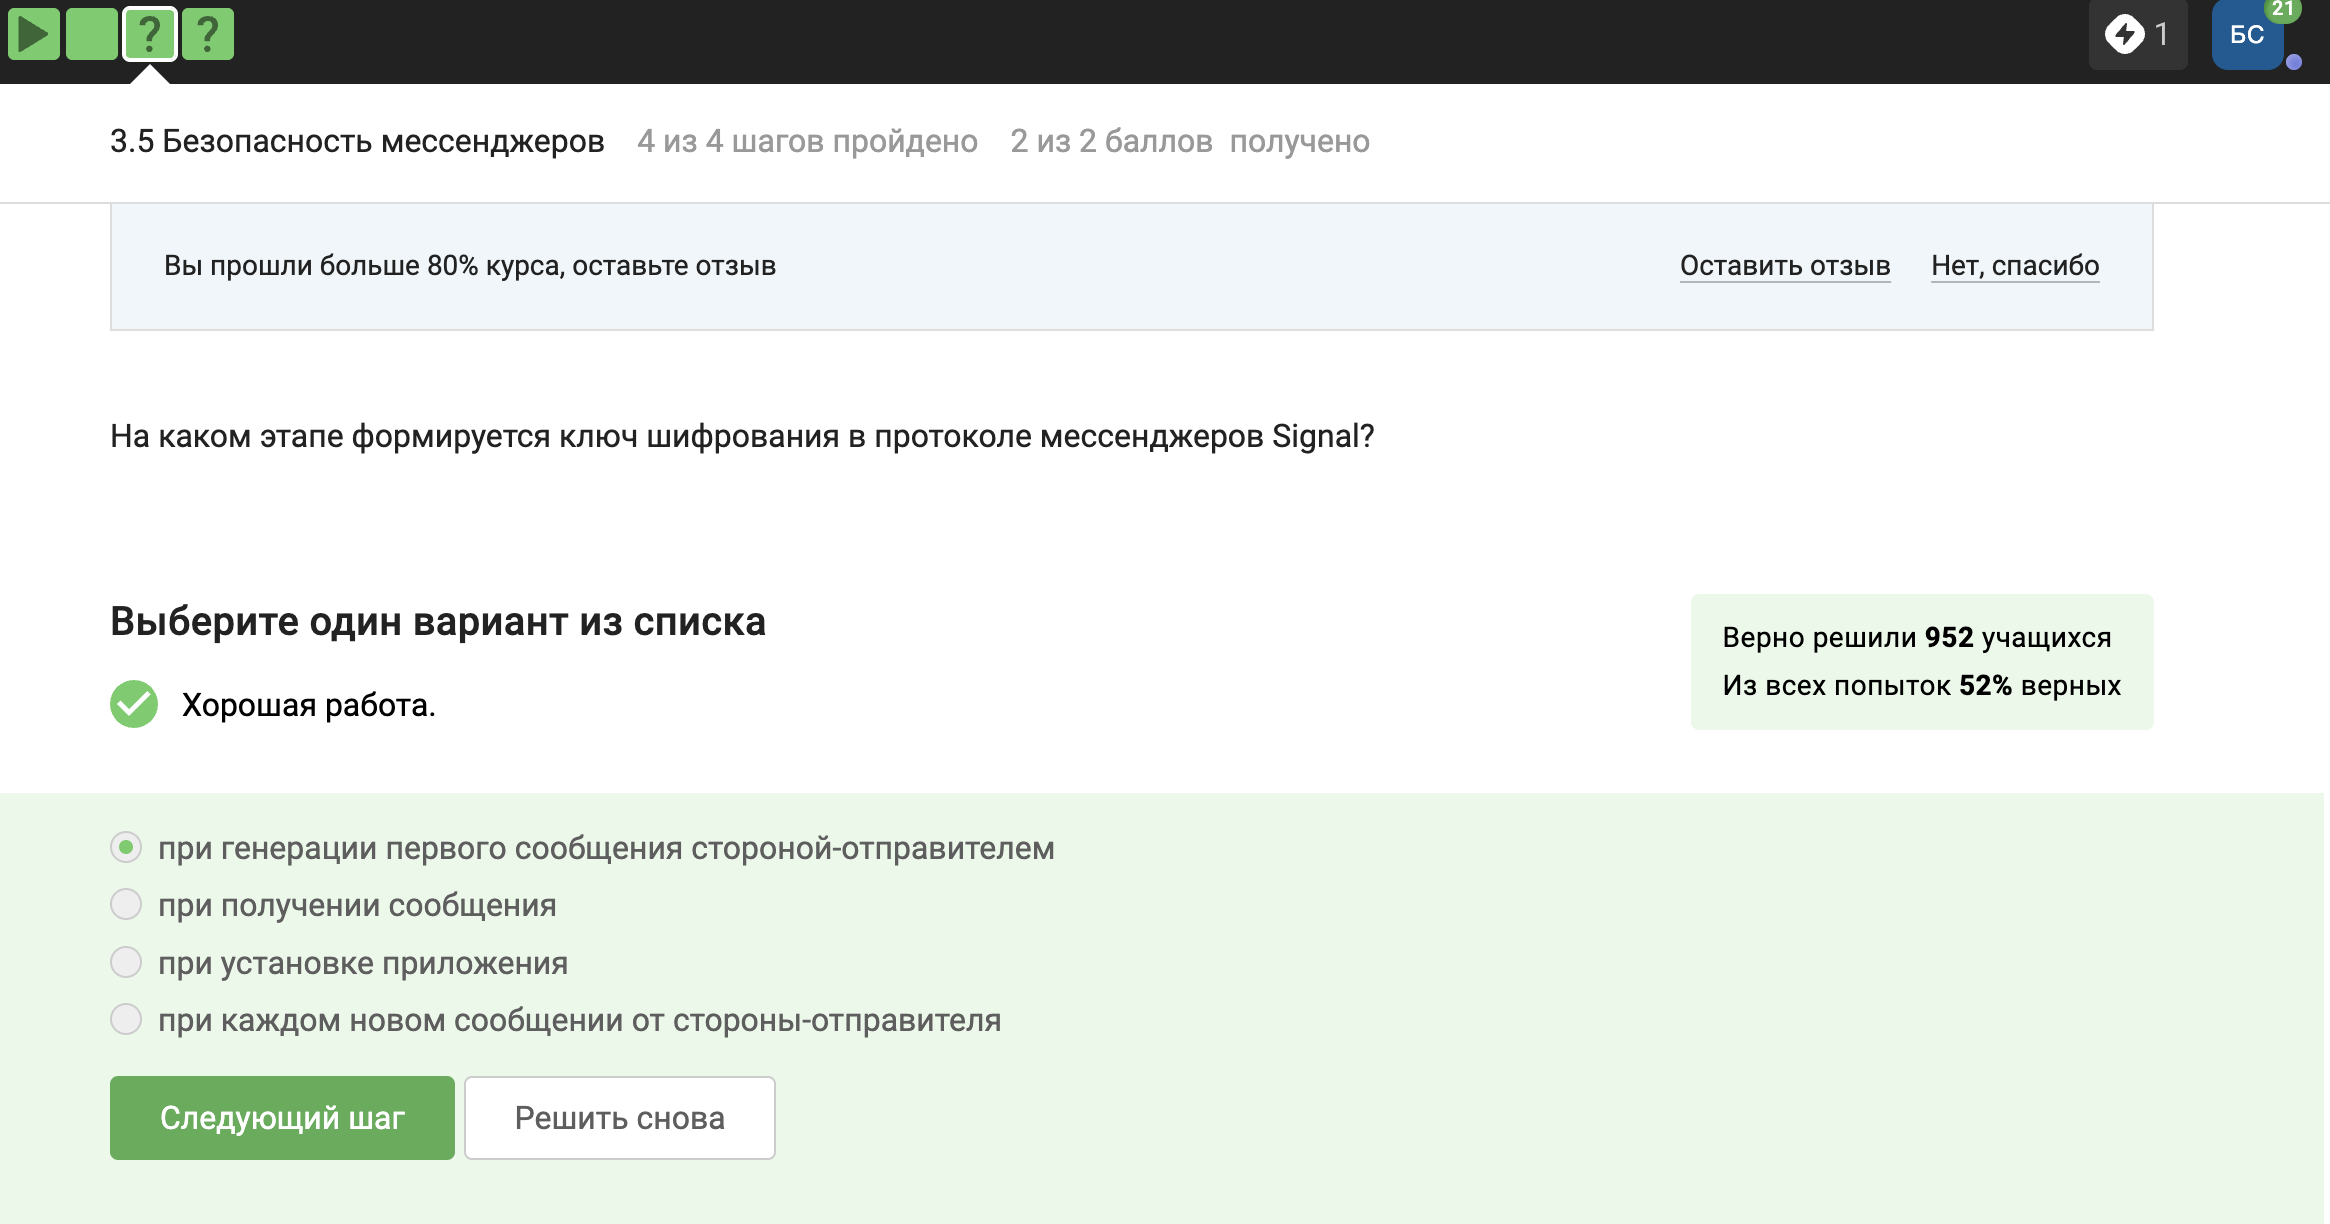 ? ?
1
БС
21
3.5 Безопасность мессенджеров 4 из 4 шагов пройдено 2 из 2 баллов получено
Вы прошли больше 80% курса, оставьте отзыв
Оставить отзыв Нет, спасибо
На каком этапе формируется ключ шифрования в протоколе мессенджеров Signal?
Выберите один вариант из списка
Хорошая работа.
Верно решили 952 учащихся
Из всех попыток 52% верных
при генерации первого сообщения стороной-отправителем
при получении сообщения
при установке приложения
при каждом новом сообщении от стороны-отправителя
Следующий шаг Решить снова